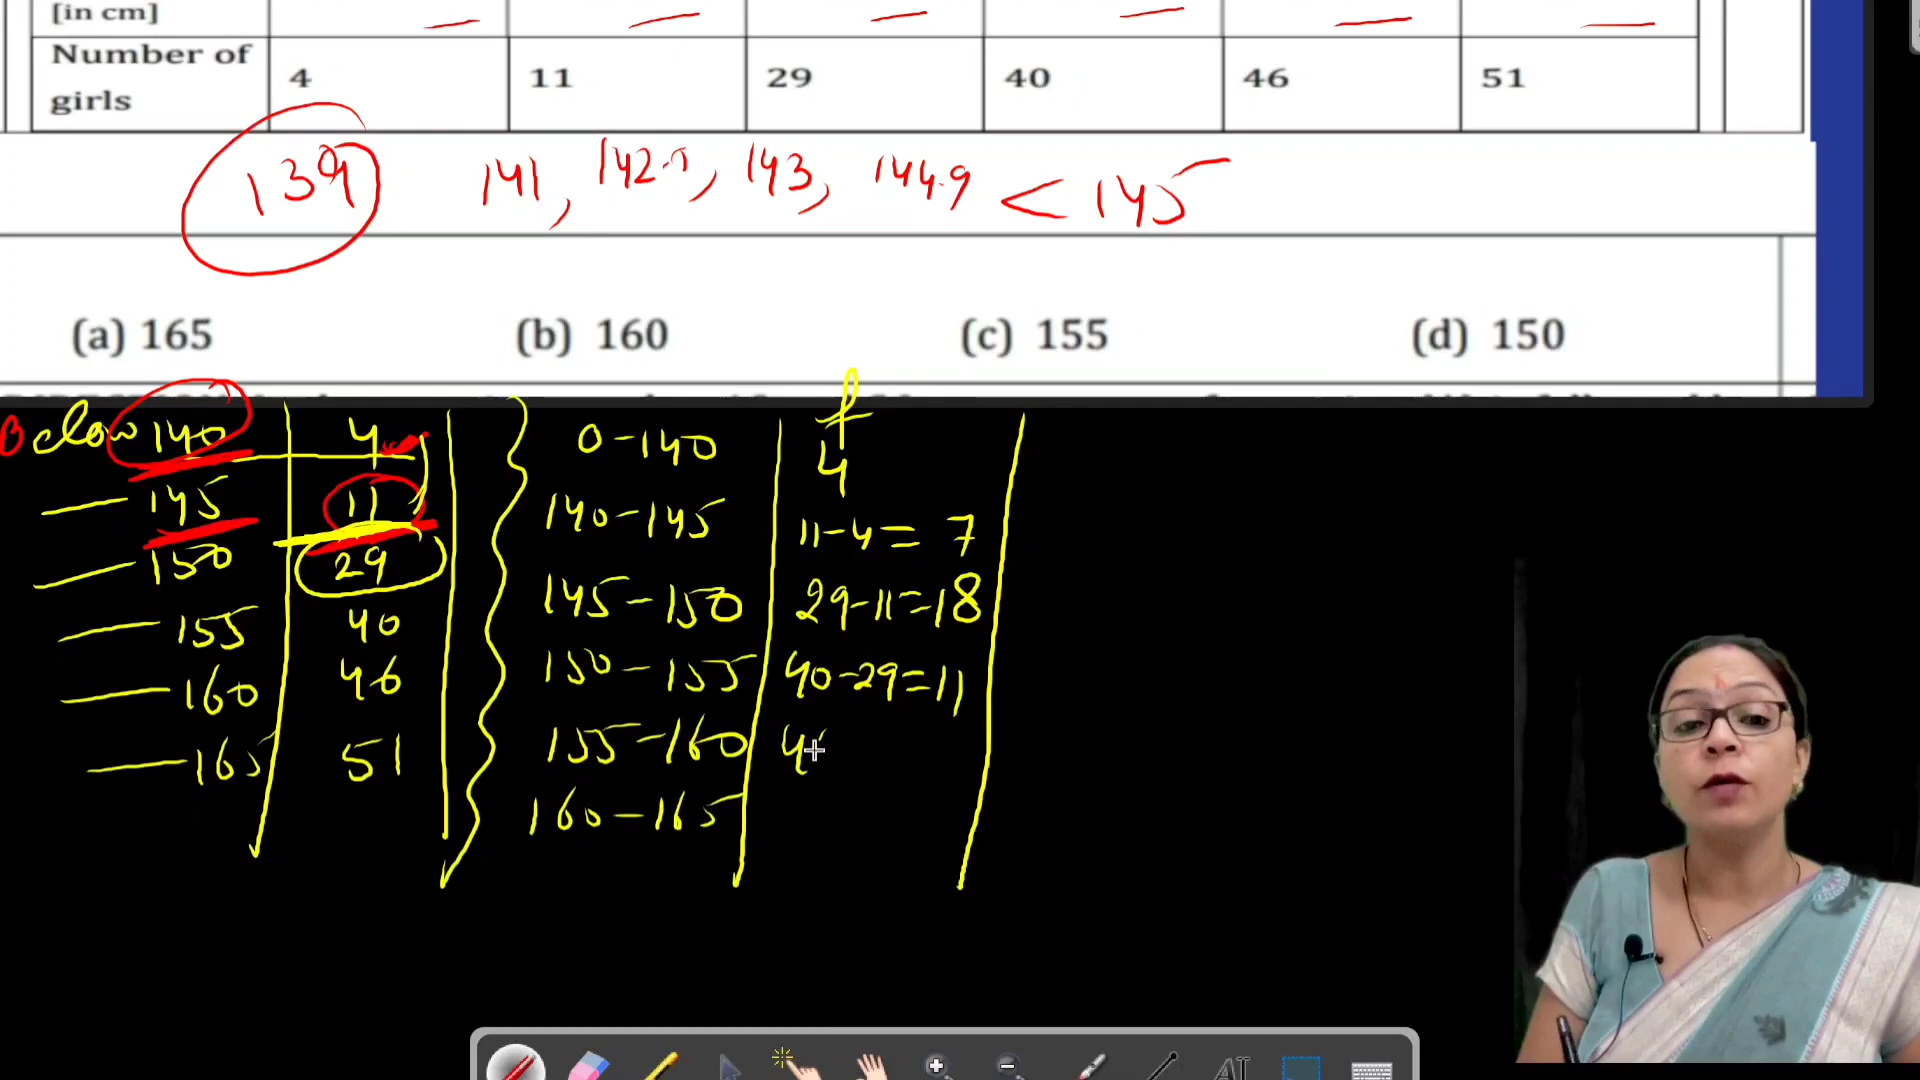 [in cm]
Number of girls 4 11 29 40 46 51
139 141, 142.5, 143, 144.9 < 145
(a) 165 (b) 160 (c) 155 (d) 150
f
Below 140 4 0-140 4
145 11 140-145 11-4= 7
150 29 145-150 29-11=18
155 40 150-155 40-29=11
160 46 155-160 4
165 51 160-165